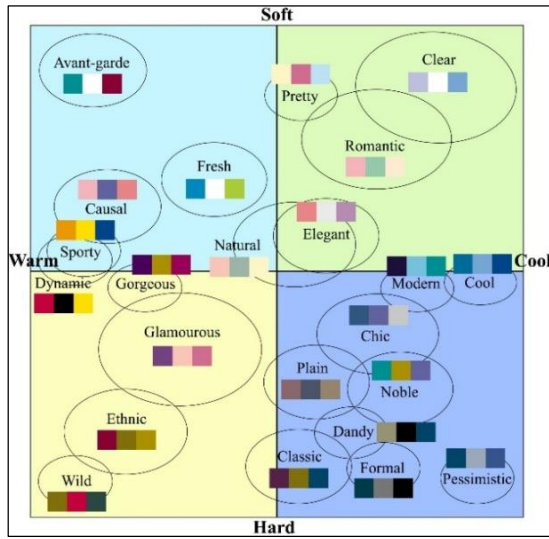 Soft
Avant-garde
Clear
Pretty
Romantic
Fresh
Causal
Elegant
Sporty
Natural
Warm
Cool
Dynamic
Gorgeous
Modern
Cool
Glamourous
Chic
Plain
Noble
Ethnic
Dandy
Classic
Formal
Wild
Pessimistic
Hard